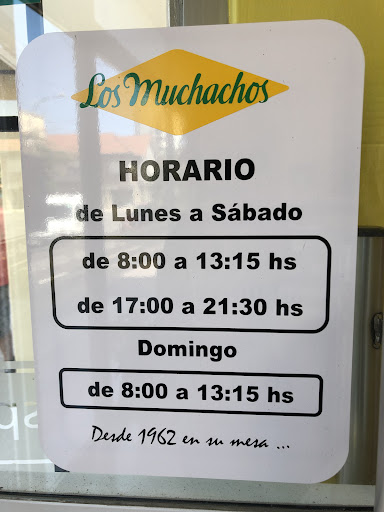 Los Muchachos
HORARIO
de Lunes a Sábado
de 8:00 a 13:15 hs
de 17:00 a 21:30 hs
Domingo
de 8:00 a 13:15 hs
Desde 1962 en su mesa ...